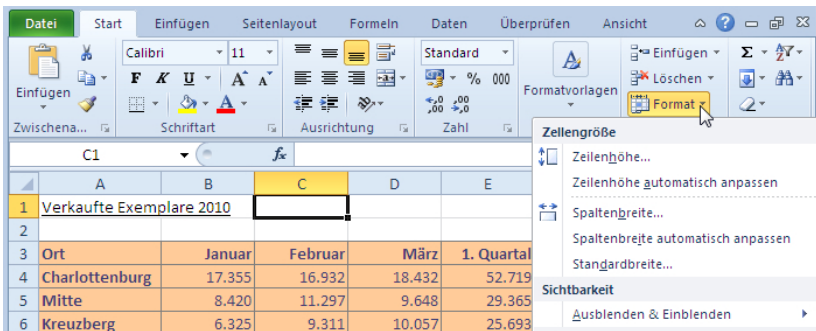 Datei Start Einfügen Seitenlayout Formeln Daten Überprüfen Ansicht
Calibri 11 Standard Einfügen Σ
Einfügen F K U A A % 000 Formatvorlagen Löschen
A ,00 ,00 Format
Zwischena... Schriftart Ausrichtung Zahl
C1 fx
A B C D E
1 Verkaufte Exemplare 2010
2
3 Ort Januar Februar März 1. Quartal
4 Charlottenburg 17.355 16.932 18.432 52.719
5 Mitte 8.420 11.297 9.648 29.365
6 Kreuzberg 6.325 9.311 10.057 25.693
Zellengröße
Zeilenhöhe...
Zeilenhöhe automatisch anpassen
Spaltenbreite...
Spaltenbreite automatisch anpassen
Standardbreite...
Sichtbarkeit
Ausblenden & Einblenden